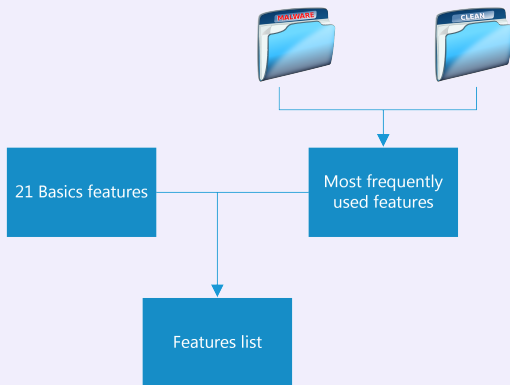 MALWARE
CLEAN
21 Basics features
Most frequently
used features
Features list